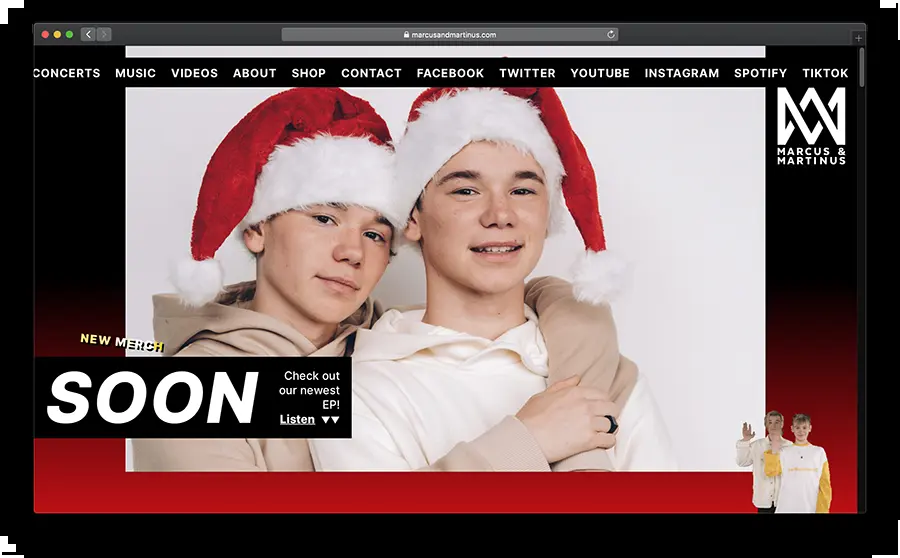 marcusandmartinus.com
CONCERTS MUSIC VIDEOS ABOUT SHOP CONTACT FACEBOOK TWITTER YOUTUBE INSTAGRAM SPOTIFY TIKTOK
MARCUS &
MARTINUS
NEW MERCH
SOON
Check out
our newest
EP!
Listen ▼▼